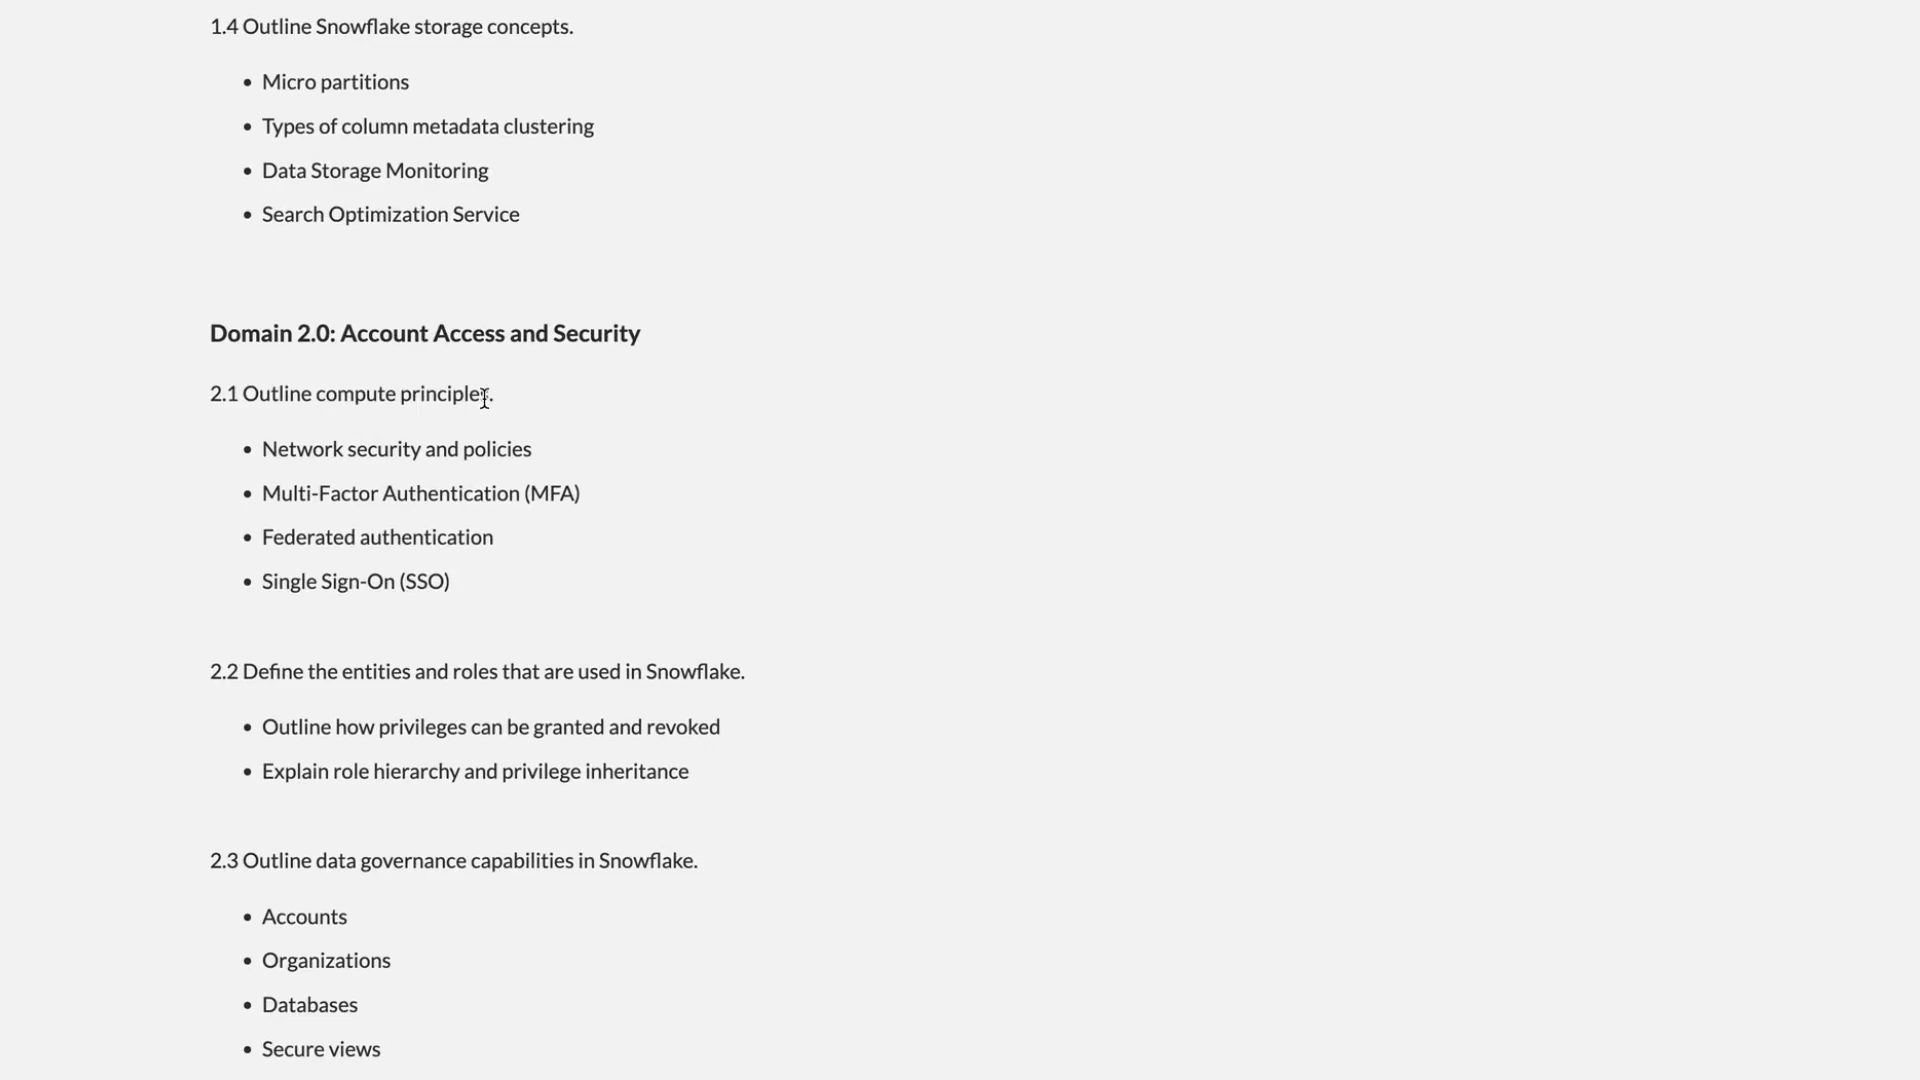 1.4 Outline Snowflake storage concepts.
• Micro partitions
• Types of column metadata clustering
• Data Storage Monitoring
• Search Optimization Service
Domain 2.0: Account Access and Security
2.1 Outline compute principles.
• Network security and policies
• Multi-Factor Authentication (MFA)
• Federated authentication
• Single Sign-On (SSO)
2.2 Define the entities and roles that are used in Snowflake.
• Outline how privileges can be granted and revoked
• Explain role hierarchy and privilege inheritance
2.3 Outline data governance capabilities in Snowflake.
• Accounts
• Organizations
• Databases
• Secure views